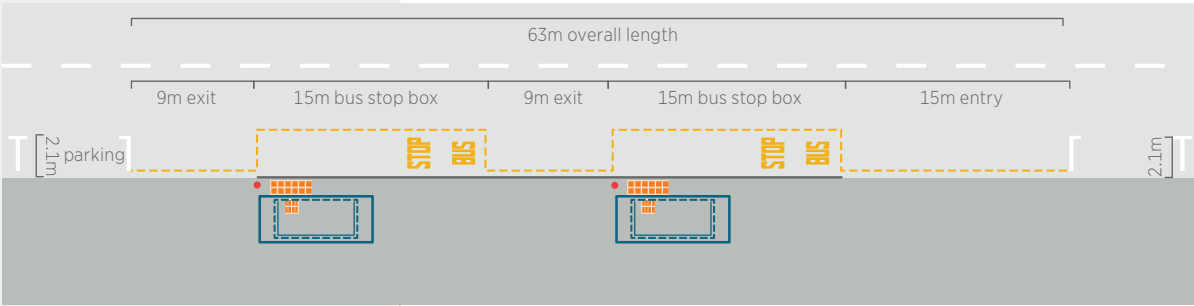 63m overall length
9m exit
15m bus stop box
9m exit
15m bus stop box
15m entry
2.1m
parking
STOP
BUS
STOP
BUS
2.1m